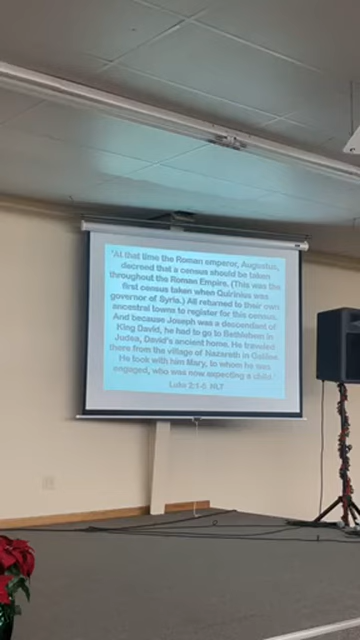 'At that time the Roman emperor, Augustus,
decreed that a census should be taken
throughout the Roman Empire. (This was the
first census taken when Quirinius was
governor of Syria.) All returned to their own
ancestral towns to register for this census.
And because Joseph was a descendant of
King David, he had to go to Bethlehem in
Judea, David's ancient home. He traveled
there from the village of Nazareth in Galilee.
He took with him Mary, to whom he was
engaged, who was now expecting a child.'
Luke 2:1-5 NLT